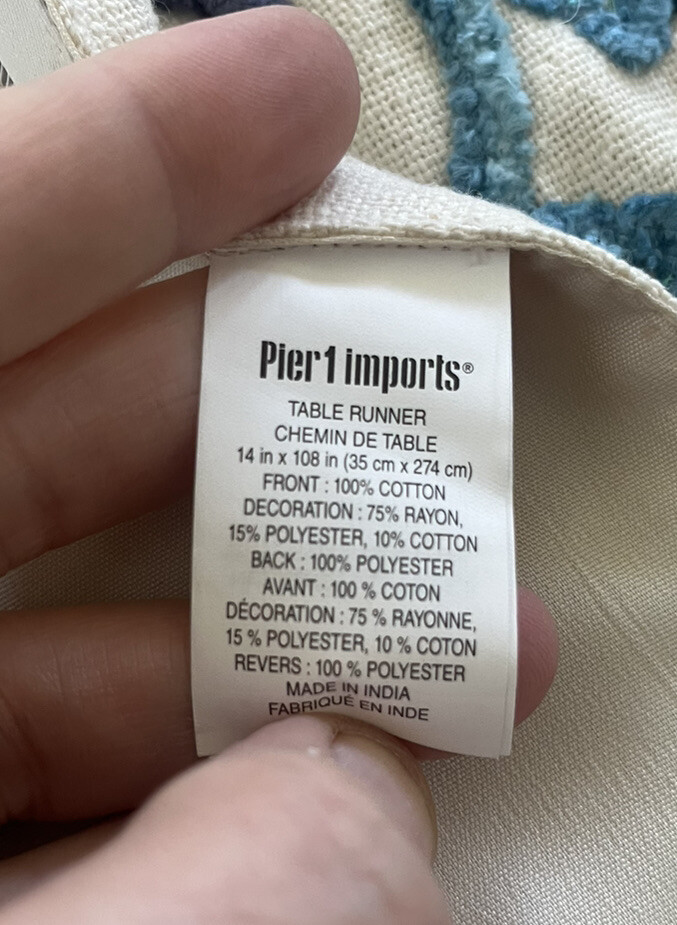 Pier1 imports®
TABLE RUNNER
CHEMIN DE TABLE
14 in x 108 in (35 cm x 274 cm)
FRONT : 100% COTTON
DECORATION : 75% RAYON,
15% POLYESTER, 10% COTTON
BACK : 100% POLYESTER
AVANT : 100 % COTON
DÉCORATION : 75 % RAYONNE,
15 % POLYESTER, 10 % COTON
REVERS : 100 % POLYESTER
MADE IN INDIA
FABRIQUÉ EN INDE